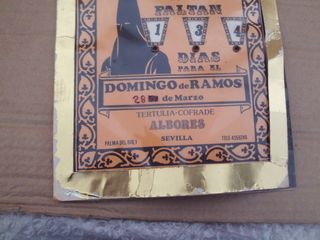 FALTAN
1 3 4
DIAS
PARA EL
DOMINGO de RAMOS
28 de Marzo
TERTULIA-COFRADE
ALBORES
SEVILLA